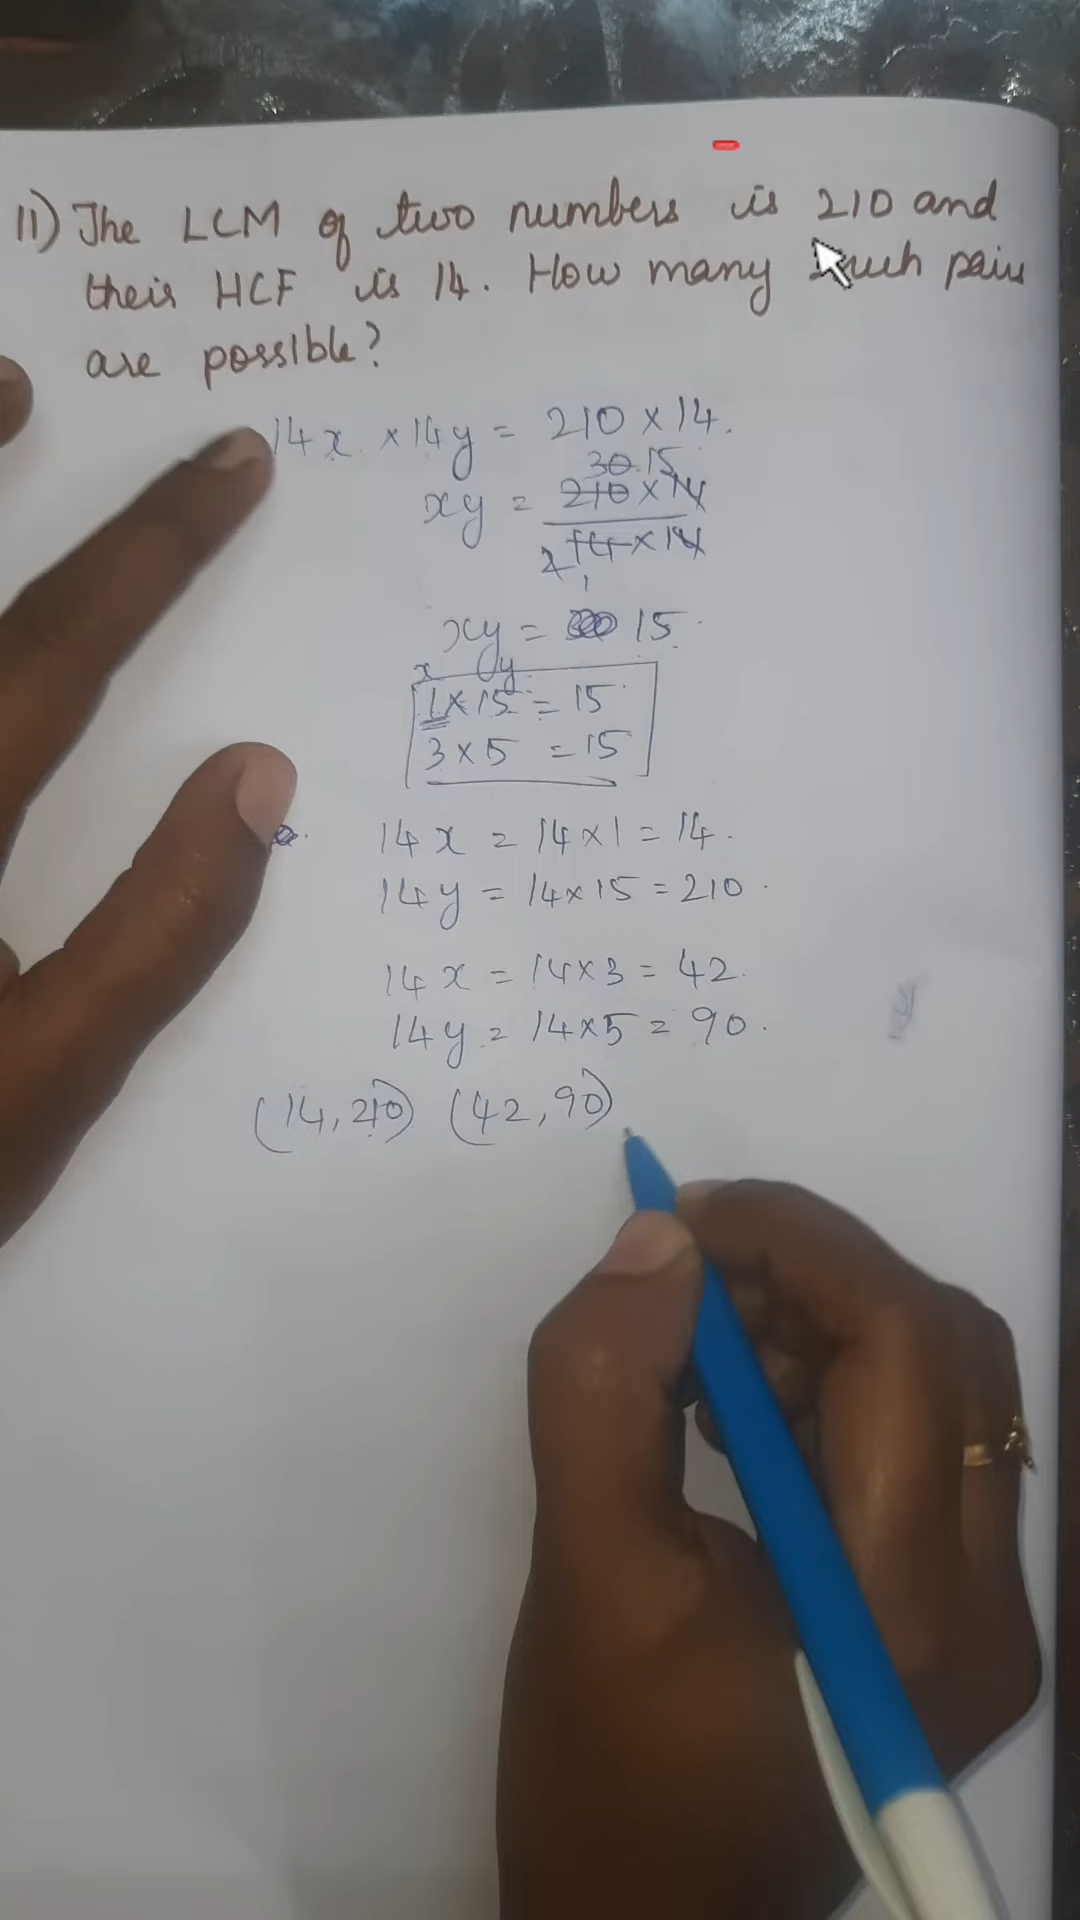 11) The LCM of two numbers is 210 and
their HCF is 14. How many such pairs
are possible?
14x × 14y = 210 × 14.
30 15
xy = 210 × 14
2 14 × 14
1
xy = 15.
x y
1 × 15 = 15
3 × 5 = 15
14x = 14 × 1 = 14.
14y = 14 × 15 = 210.
14x = 14 × 3 = 42.
14y = 14 × 5 = 90.
(14, 210) (42, 90)